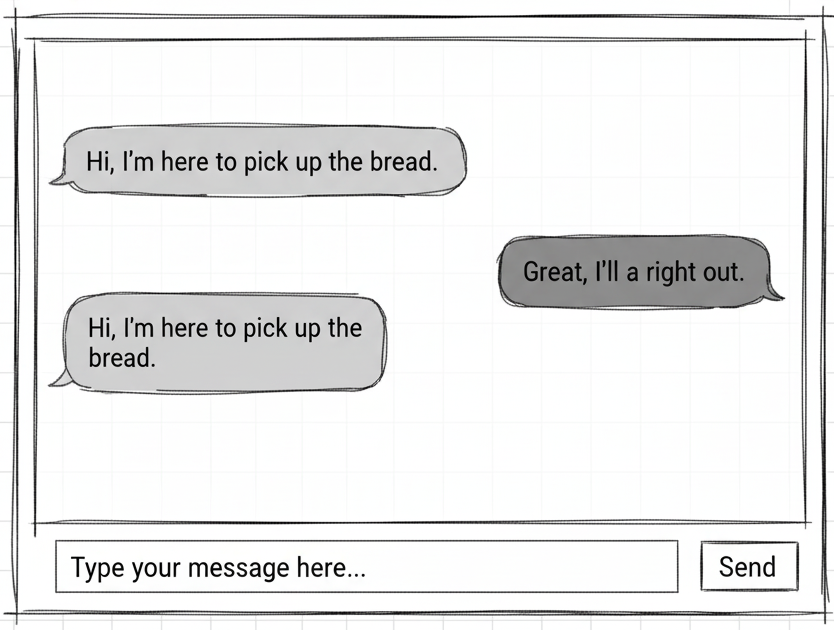 Hi, I'm here to pick up the bread.
Great, I'll a right out.
Hi, I'm here to pick up the
bread.
Type your message here...
Send